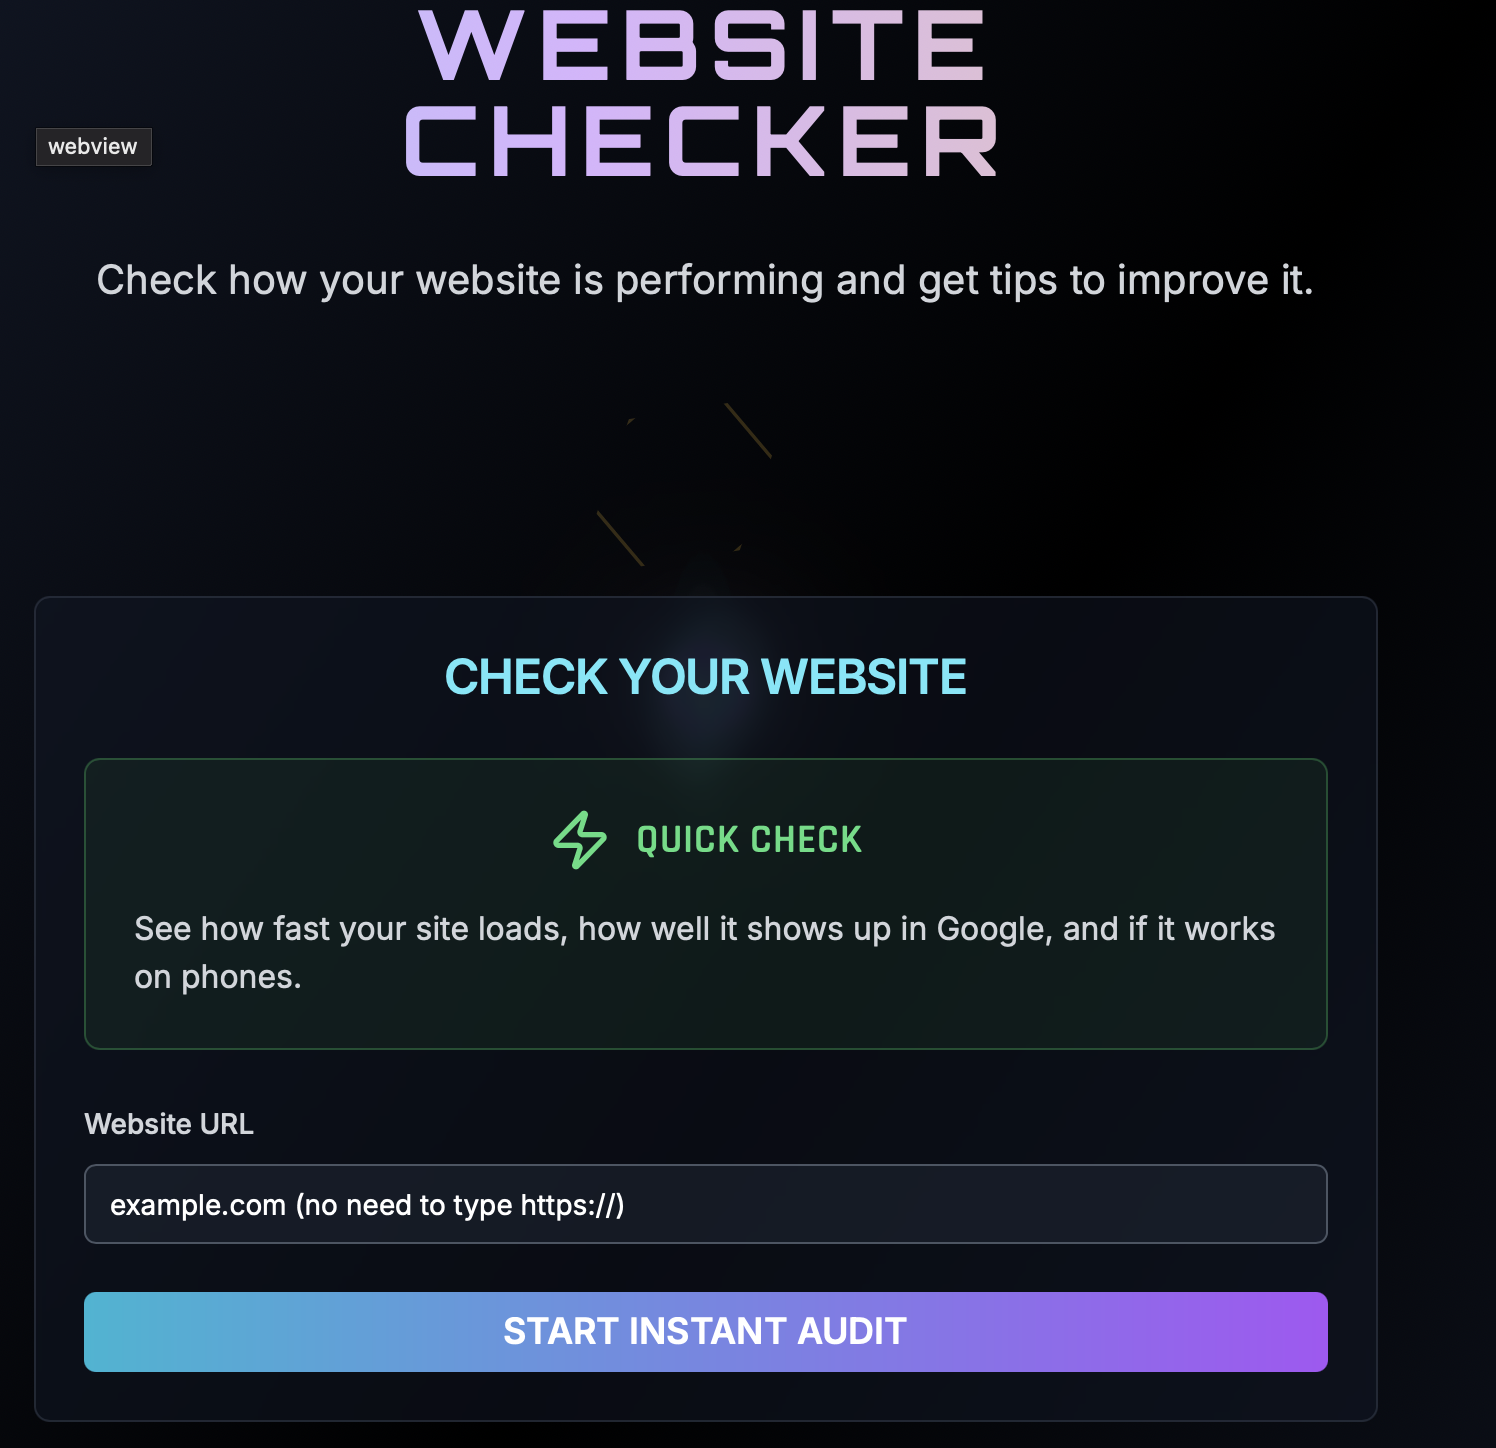 WEBSITE
CHECKER
webview
Check how your website is performing and get tips to improve it.
CHECK YOUR WEBSITE
QUICK CHECK
See how fast your site loads, how well it shows up in Google, and if it works
on phones.
Website URL
example.com (no need to type https://)
START INSTANT AUDIT